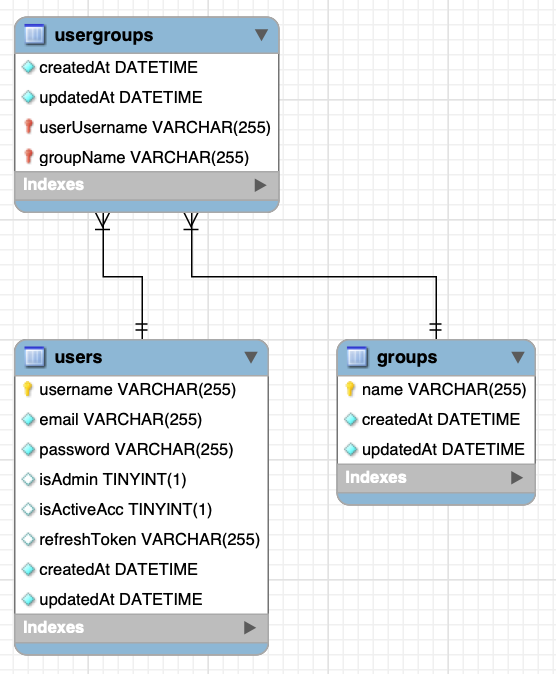 usergroups
createdAt DATETIME
updatedAt DATETIME
userUsername VARCHAR(255)
groupName VARCHAR(255)
Indexes
users
username VARCHAR(255)
email VARCHAR(255)
password VARCHAR(255)
isAdmin TINYINT(1)
isActiveAcc TINYINT(1)
refreshToken VARCHAR(255)
createdAt DATETIME
updatedAt DATETIME
Indexes
groups
name VARCHAR(255)
createdAt DATETIME
updatedAt DATETIME
Indexes